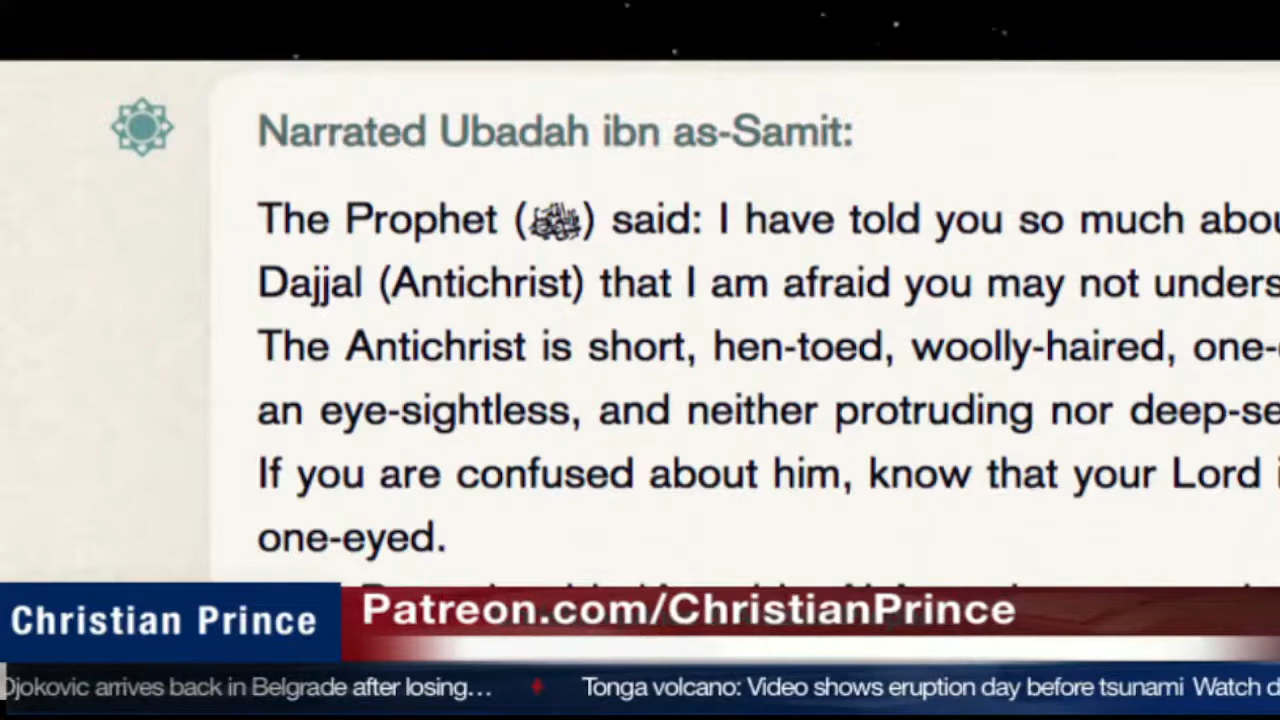 Narrated Ubadah ibn as-Samit:
The Prophet (ﷺ) said: I have told you so much abou
Dajjal (Antichrist) that I am afraid you may not unders
The Antichrist is short, hen-toed, woolly-haired, one-
an eye-sightless, and neither protruding nor deep-se
If you are confused about him, know that your Lord i
one-eyed.
Christian Prince
Patreon.com/ChristianPrince
Djokovic arrives back in Belgrade after losing... Tonga volcano: Video shows eruption day before tsunami Watch d